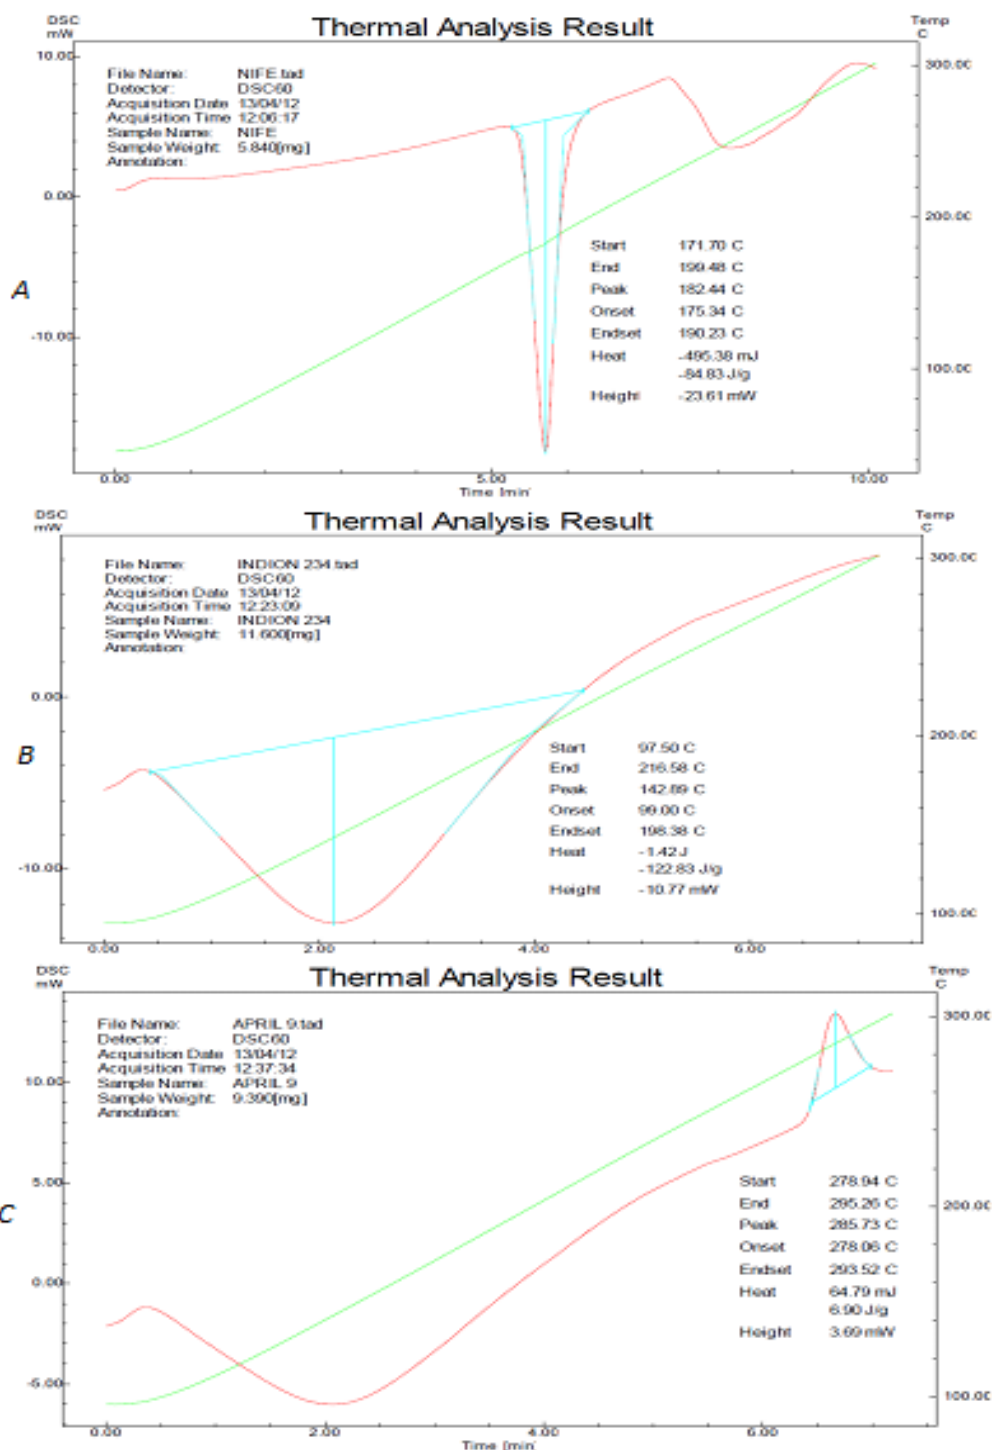 DSC
mW
Thermal Analysis Result
Temp
C
10.00
0.00
-10.00
300.00
200.00
100.00
File Name: NIFE.tad
Detector: DSC60
Acquisition Date 13/04/12
Acquisition Time 12:06:17
Sample Name: NIFE
Sample Weight: 5.840[mg]
Annotation:
Start 171.70 C
End 199.48 C
Peak 182.44 C
Onset 175.34 C
Endset 190.23 C
Heat -495.38 mJ
-84.83 J/g
Height -23.61 mW
A
0.00 5.00 10.00
Time [min]
DSC
mW
Thermal Analysis Result
Temp
C
0.00
-10.00
300.00
200.00
100.00
File Name: INDION 234.tad
Detector: DSC60
Acquisition Date 13/04/12
Acquisition Time 12:23:09
Sample Name: INDION 234
Sample Weight: 11.600[mg]
Annotation:
B
Start 97.50 C
End 216.58 C
Peak 142.89 C
Onset 99.00 C
Endset 198.38 C
Heat -1.42 J
-122.83 J/g
Height -10.77 mW
0.00 2.00 4.00 6.00
DSC
mW
Thermal Analysis Result
Temp
C
10.00
5.00
0.00
-5.00
300.00
200.00
100.00
File Name: APRIL 9.tad
Detector: DSC60
Acquisition Date 13/04/12
Acquisition Time 12:37:34
Sample Name: APRIL 9
Sample Weight: 9.390[mg]
Annotation:
C
Start 278.94 C
End 295.26 C
Peak 285.73 C
Onset 278.06 C
Endset 293.52 C
Heat 64.79 mJ
6.90 J/g
Height 3.69 mW
0.00 2.00 4.00 6.00
Time [min]